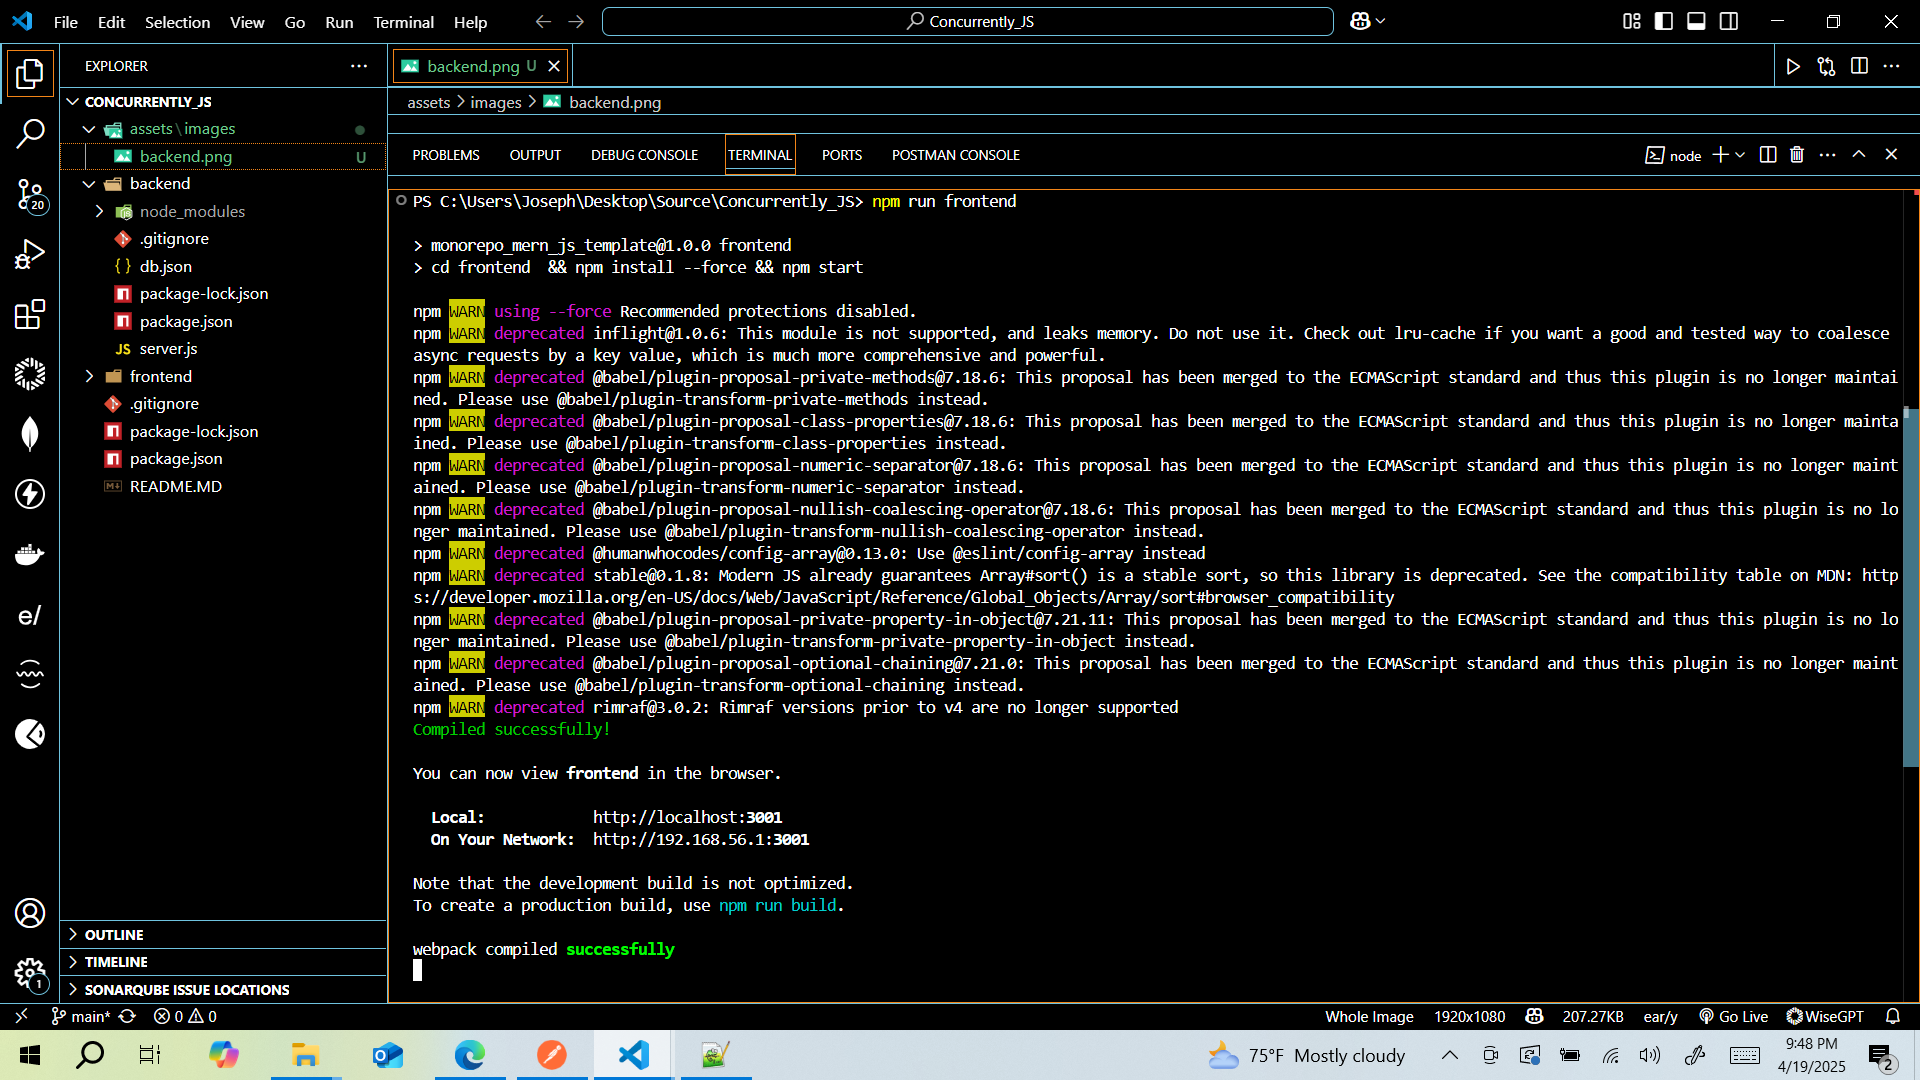 File Edit Selection View Go Run Terminal Help
Concurrently_JS
EXPLORER
CONCURRENTLY_JS
assets\images
backend.png U
backend
node_modules
.gitignore
db.json
package-lock.json
package.json
JS server.js
frontend
.gitignore
package-lock.json
package.json
README.MD
OUTLINE
TIMELINE
SONARQUBE ISSUE LOCATIONS
20
e/
1
backend.png U
assets > images > backend.png
PROBLEMS OUTPUT DEBUG CONSOLE TERMINAL PORTS POSTMAN CONSOLE
node
PS C:\Users\Joseph\Desktop\Source\Concurrently_JS> npm run frontend
> monorepo_mern_js_template@1.0.0 frontend
> cd frontend  && npm install --force && npm start
npm WARN using --force Recommended protections disabled.
npm WARN deprecated inflight@1.0.6: This module is not supported, and leaks memory. Do not use it. Check out lru-cache if you want a good and tested way to coalesce
async requests by a key value, which is much more comprehensive and powerful.
npm WARN deprecated @babel/plugin-proposal-private-methods@7.18.6: This proposal has been merged to the ECMAScript standard and thus this plugin is no longer maintai
ned. Please use @babel/plugin-transform-private-methods instead.
npm WARN deprecated @babel/plugin-proposal-class-properties@7.18.6: This proposal has been merged to the ECMAScript standard and thus this plugin is no longer mainta
ined. Please use @babel/plugin-transform-class-properties instead.
npm WARN deprecated @babel/plugin-proposal-numeric-separator@7.18.6: This proposal has been merged to the ECMAScript standard and thus this plugin is no longer maint
ained. Please use @babel/plugin-transform-numeric-separator instead.
npm WARN deprecated @babel/plugin-proposal-nullish-coalescing-operator@7.18.6: This proposal has been merged to the ECMAScript standard and thus this plugin is no lo
nger maintained. Please use @babel/plugin-transform-nullish-coalescing-operator instead.
npm WARN deprecated @humanwhocodes/config-array@0.13.0: Use @eslint/config-array instead
npm WARN deprecated stable@0.1.8: Modern JS already guarantees Array#sort() is a stable sort, so this library is deprecated. See the compatibility table on MDN: http
s://developer.mozilla.org/en-US/docs/Web/JavaScript/Reference/Global_Objects/Array/sort#browser_compatibility
npm WARN deprecated @babel/plugin-proposal-private-property-in-object@7.21.11: This proposal has been merged to the ECMAScript standard and thus this plugin is no lo
nger maintained. Please use @babel/plugin-transform-private-property-in-object instead.
npm WARN deprecated @babel/plugin-proposal-optional-chaining@7.21.0: This proposal has been merged to the ECMAScript standard and thus this plugin is no longer maint
ained. Please use @babel/plugin-transform-optional-chaining instead.
npm WARN deprecated rimraf@3.0.2: Rimraf versions prior to v4 are no longer supported
Compiled successfully!
You can now view frontend in the browser.
Local: http://localhost:3001
On Your Network: http://192.168.56.1:3001
Note that the development build is not optimized.
To create a production build, use npm run build.
webpack compiled successfully
main* 0 0 Whole Image 1920x1080 207.27KB ear/y Go Live WiseGPT
75°F Mostly cloudy
9:48 PM
4/19/2025
2